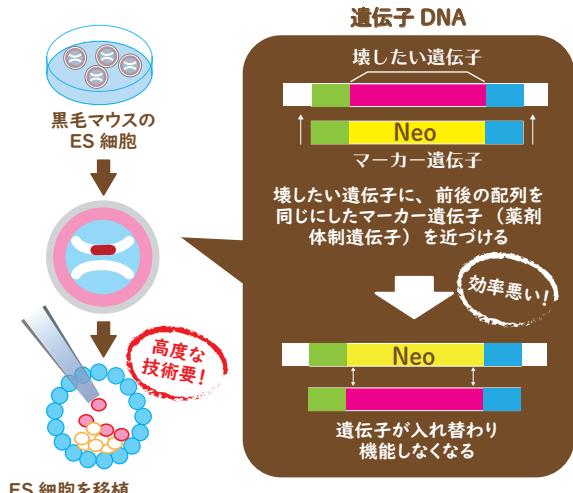 遺伝子 DNA
壊したい遺伝子
Neo
マーカー遺伝子
壊したい遺伝子に、前後の配列を
同じにしたマーカー遺伝子（薬剤
体制遺伝子）を近づける
効率悪い！
Neo
遺伝子が入れ替わり
機能しなくなる
黒毛マウスの
ES 細胞
高度な
技術要！
ES 細胞を移植